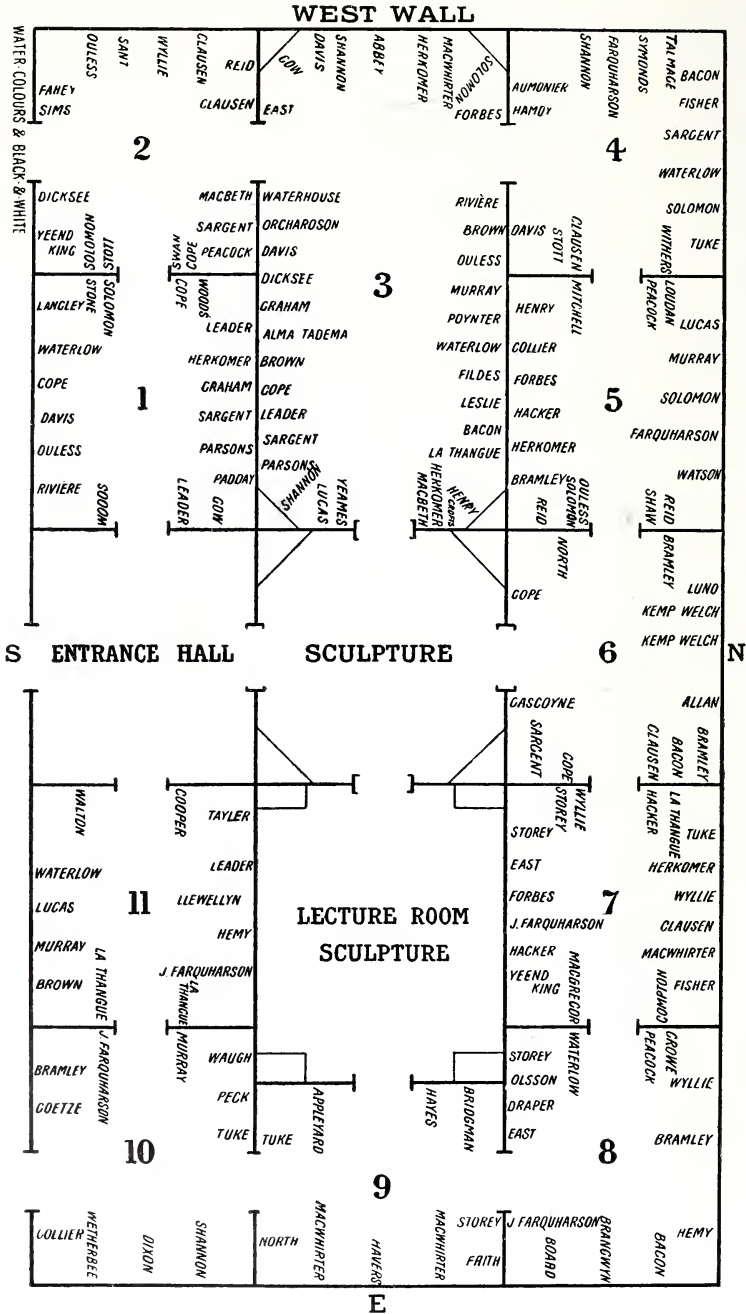 WEST WALL
WATER COLOURS & BLACK & WHITE
OULESS
SANT
WYLIE
CLAUSEN
REID
GOW
DAVIS
SHANNON
ABBEY
HERKOMER
MACWHIRTER
SOLOMON
SHANNON
FARQUHARSON
SYMONDS
TALMAGE
BACON
FAHEY
SIMS
CLAUSEN
EAST
FORBES
AUMONIER
HAMDY
FISHER
2
4
SARGENT
WATERLOW
SOLOMON
TUKE
WITHERS
DICKSEE
YEEND
KING
SOLOMON
STOTT
MACBETH
SARGENT
PEACOCK
SWAN
COPE
WATERHOUSE
ORCHARDSON
DAVIS
DICKSEE
GRAHAM
ALMA TADEMA
BROWN
COPE
LEADER
SARGENT
PARSONS
SHANNON
LUCAS
YEAMES
3
RIVIÈRE
BROWN
OULESS
MURRAY
POYNTER
WATERLOW
FILDES
LESLIE
BACON
LA THANGUE
HERKOMER
MACBETH
CROFTS
HENRY
DAVIS
STOTT
CLAUSEN
LANGLEY
STONE
SOLOMON
WATERLOW
COPE
DAVIS
OULESS
RIVIÈRE
SODOM
1
COPE
WOODS
LEADER
HERKOMER
GRAHAM
SARGENT
PARSONS
PADDAY
LEADER
GOW
MITCHELL
HENRY
COLLIER
FORBES
HACKER
HERKOMER
BRAMLEY
REID
SOLOMON
OULESS
5
PEACOCK
LOUDAN
LUCAS
MURRAY
SOLOMON
FARQUHARSON
WATSON
SHAW
REID
S
ENTRANCE HALL
SCULPTURE
NORTH
COPE
6
BRAMLEY
LUND
KEMP WELCH
KEMP WELCH
N
GASCOYNE
SARGENT
COPE
WYLLIE
ALLAN
CLAUSEN
BACON
BRAMLEY
WALTON
COOPER
TAYLER
LEADER
LLEWELLYN
HEMY
J. FARQUHARSON
LA
THANGUE
11
WATERLOW
LUCAS
MURRAY
BROWN
LA THANGUE
LECTURE ROOM
SCULPTURE
STOREY
STOREY
EAST
FORBES
J. FARQUHARSON
HACKER
YEEND
KING
MACGREGOR
7
HACKER
LA THANGUE
TUKE
HERKOMER
WYLLIE
CLAUSEN
MACWHIRTER
COMPTON
FISHER
BRAMLEY
GOETZE
J. FARQUHARSON
MURRAY
WAUGH
PECK
TUKE
10
TUKE
APPLEYARD
HAYES
BRIDGMAN
STOREY
OLSSON
DRAPER
EAST
WATERLOW
8
PEACOCK
CROWE
WYLLIE
BRAMLEY
9
COLLIER
WETHERBEE
DIXON
SHANNON
NORTH
MACWHIRTER
HAVERS
MACWHIRTER
STOREY
FRITH
J FARQUHARSON
BOARD
BRANGWYN
BACON
HEMY
E